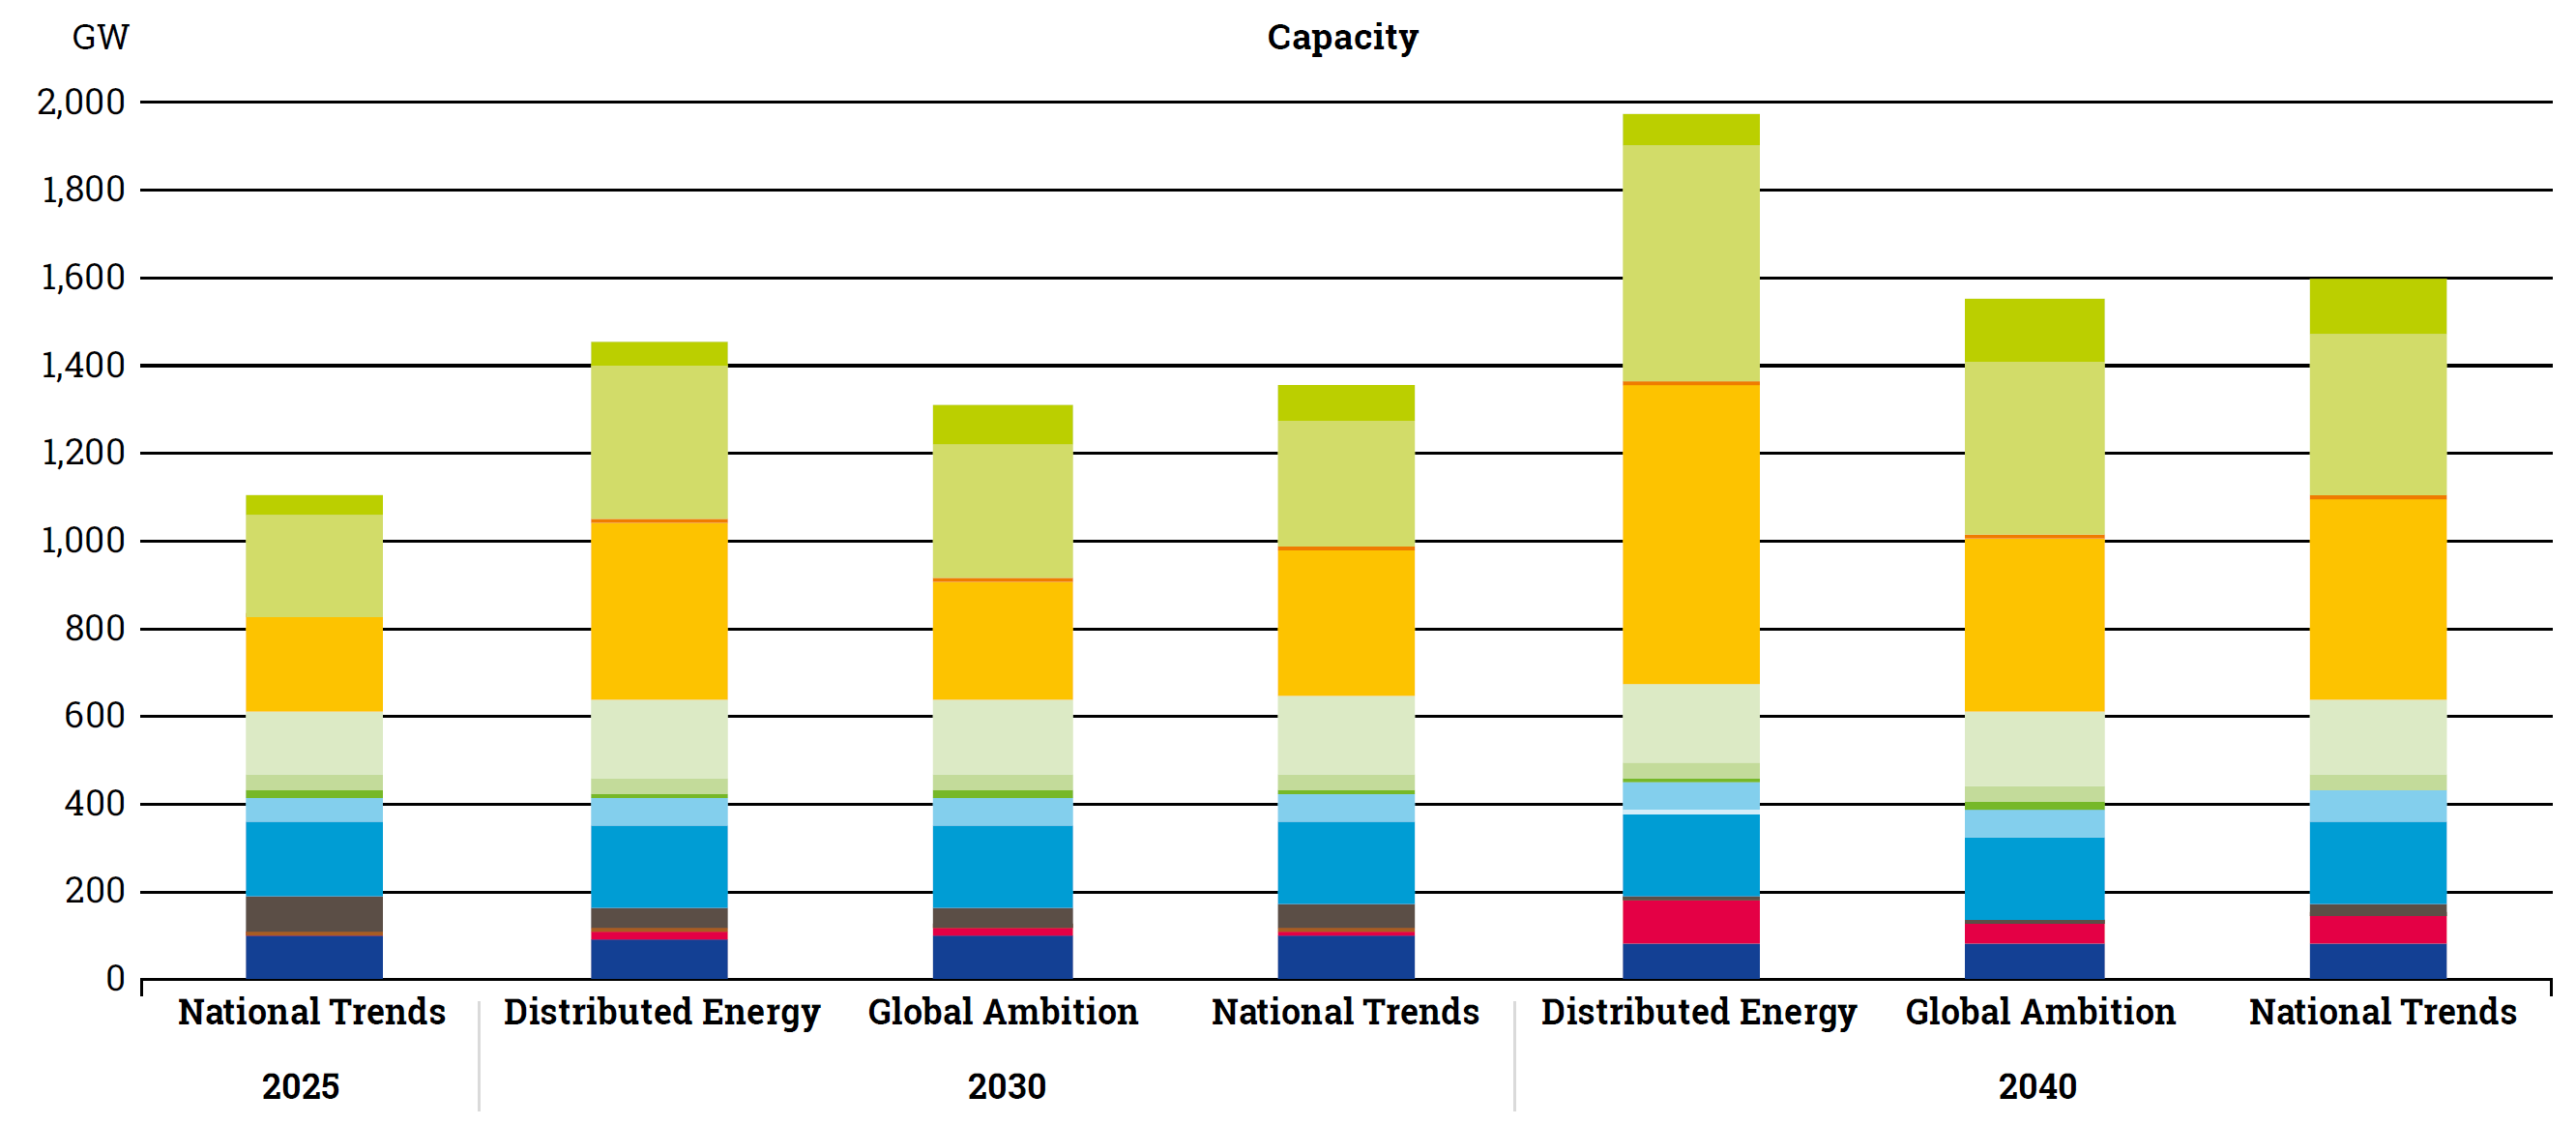 GW
Capacity
2,000
1,800
1,600
1,400
1,200
1,000
800
600
400
200
0
National Trends
Distributed Energy
Global Ambition
National Trends
Distributed Energy
Global Ambition
National Trends
2025
2030
2040